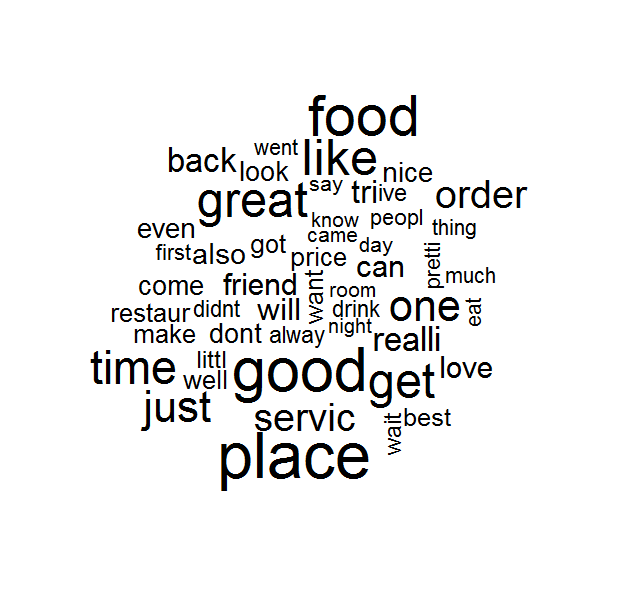 food
went
back
like
look
nice
say
great
tri
ive
order
know
peopl
even
came
thing
first
also
got
day
price
can
pretti
much
come
friend
want
room
restaur
didnt
will
drink
one
eat
make
dont
alway
night
realli
time
littl
well
good
get
love
just
servic
wait
best
place